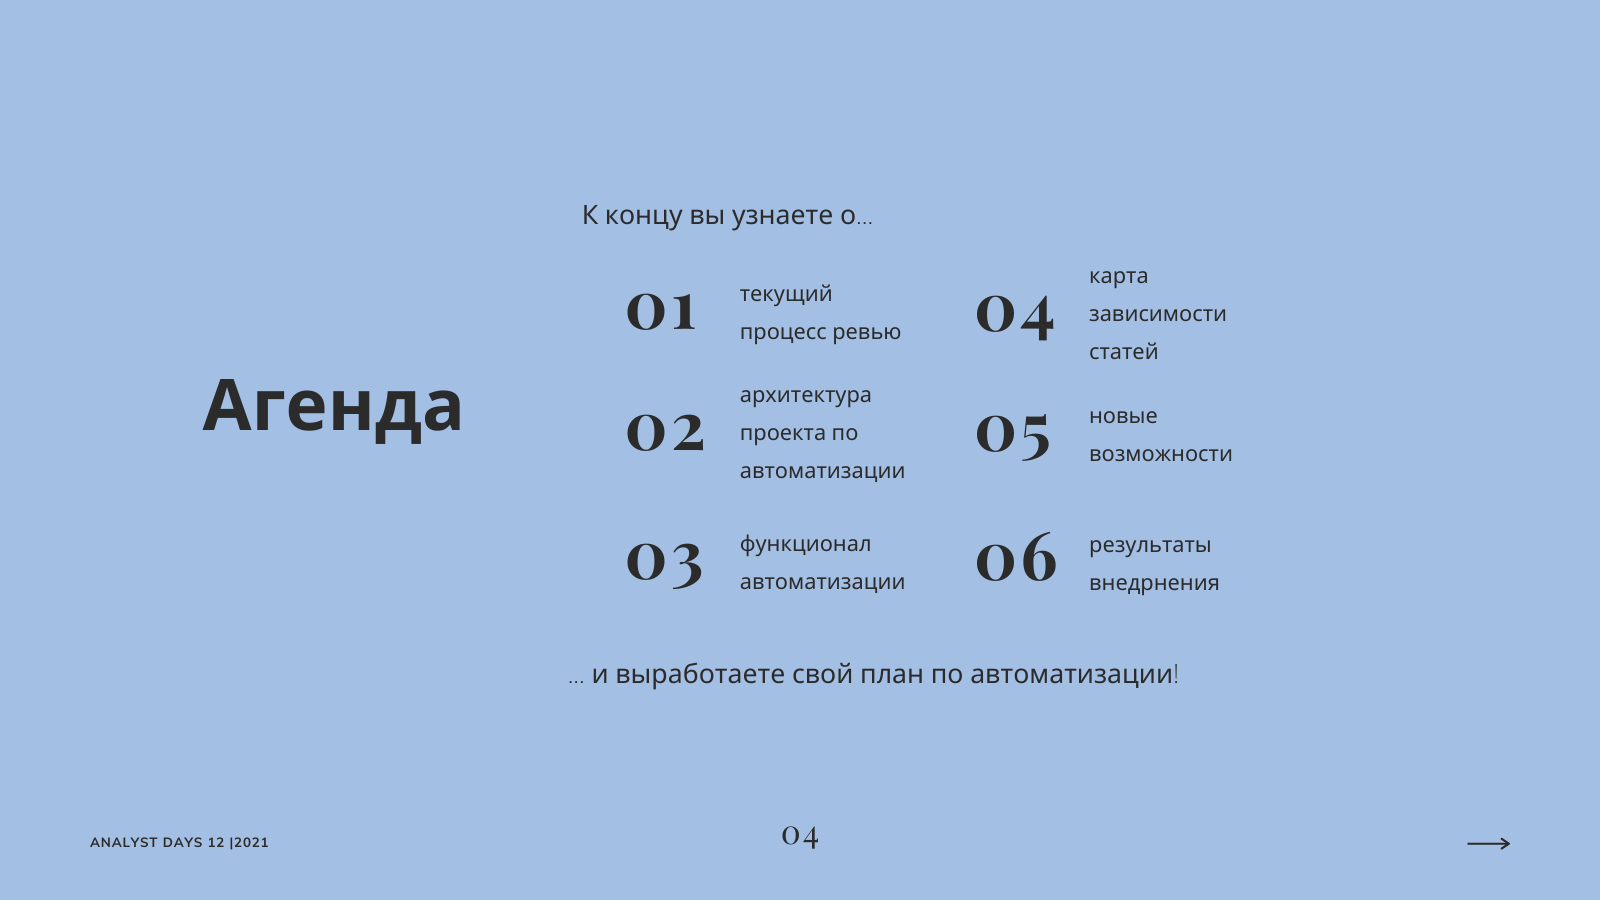 Агенда
К концу вы узнаете о...
01
текущий
процесс ревью
02
архитектура
проекта по
автоматизации
03
функционал
автоматизации
04
карта
зависимости
статей
05
новые
возможности
06
результаты
внедрнения
... и выработаете свой план по автоматизации!
ANALYST DAYS 12 |2021
04